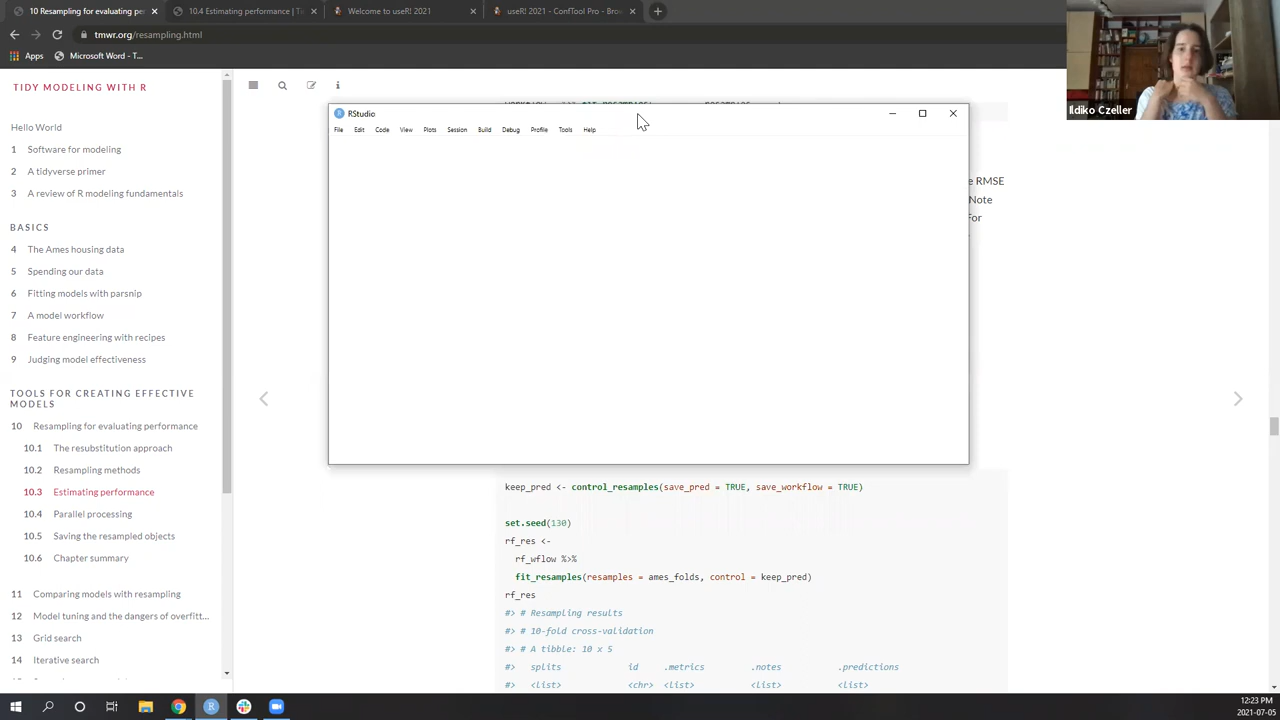 10 Resampling for evaluating per
10.4 Estimating performance | Ti
Welcome to useR! 2021
useR! 2021 - ConfTool Pro - Brow
tmwr.org/resampling.html
Apps
Microsoft Word - T...
Ildiko Czeller
TIDY MODELING WITH R
Hello World
1 Software for modeling
2 A tidyverse primer
3 A review of R modeling fundamentals
BASICS
4 The Ames housing data
5 Spending our data
6 Fitting models with parsnip
7 A model workflow
8 Feature engineering with recipes
9 Judging model effectiveness
TOOLS FOR CREATING EFFECTIVE
MODELS
10 Resampling for evaluating performance
10.1 The resubstitution approach
10.2 Resampling methods
10.3 Estimating performance
10.4 Parallel processing
10.5 Saving the resampled objects
10.6 Chapter summary
11 Comparing models with resampling
12 Model tuning and the dangers of overfitt...
13 Grid search
14 Iterative search
RStudio
File Edit Code View Plots Session Build Debug Profile Tools Help
e RMSE
Note
For
keep_pred <- control_resamples(save_pred = TRUE, save_workflow = TRUE)
set.seed(130)
rf_res <-
rf_wflow %>%
fit_resamples(resamples = ames_folds, control = keep_pred)
rf_res
#> # Resampling results
#> # 10-fold cross-validation
#> # A tibble: 10 x 5
#> splits id .metrics .notes .predictions
#> <list> <chr> <list> <list> <list>
12:23 PM
2021-07-05